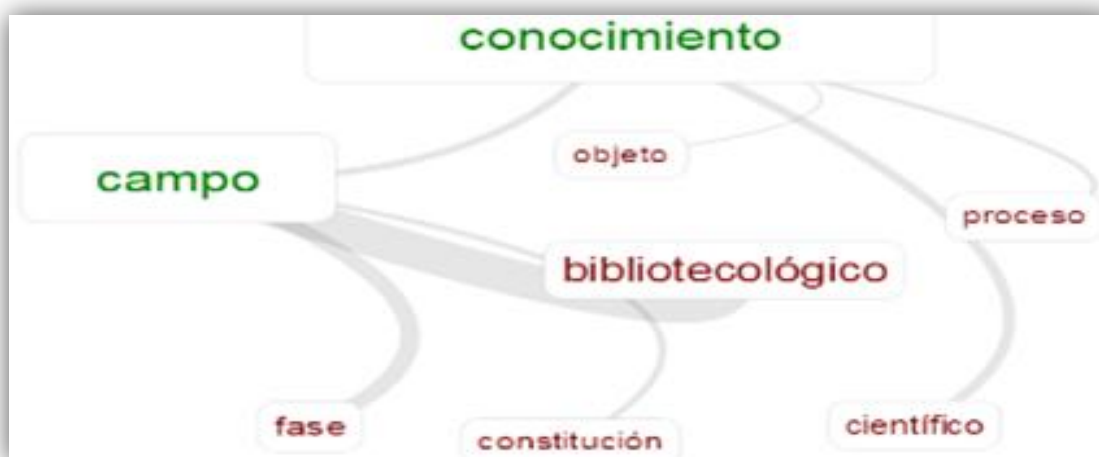 conocimiento
objeto
campo
proceso
bibliotecológico
fase
constitución
científico